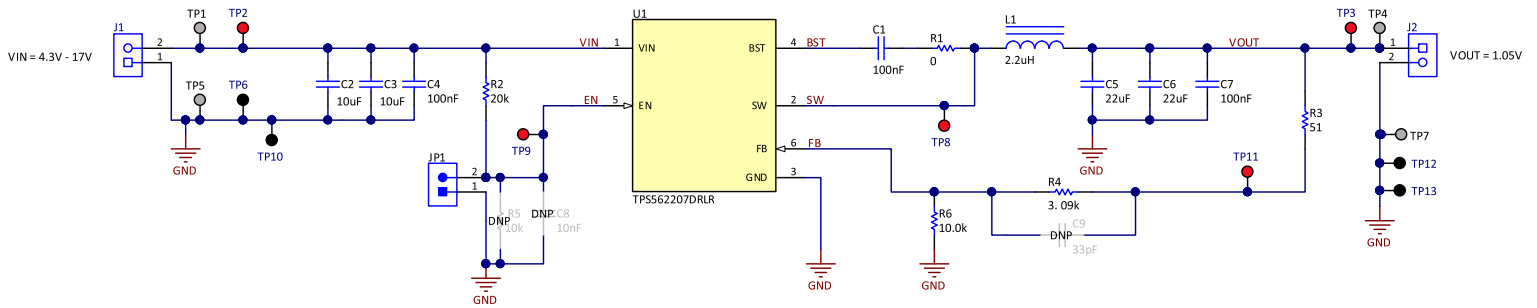 U1
TP1
TP2
TP3
TP4
J1
C1
R1
L1
J2
VIN = 4.3V - 17V
2
1
VIN
1
VIN
BST
4
BST
100nF
0
2.2uH
VOUT
1
2
VOUT = 1.05V
TP5
TP6
C2
10uF
C3
10uF
C4
100nF
R2
20k
EN
5
EN
SW
2
SW
C5
22uF
C6
22uF
C7
100nF
R3
51
TP10
GND
TP9
TP8
FB
6
FB
GND
TP7
JP1
2
1
GND
3
TP11
TP12
TP13
TPS562207DRLR
R4
3. 09k
DNP
R5
10k
DNP
C8
10nF
R6
10.0k
DNP
C9
33pF
GND
GND
GND
GND